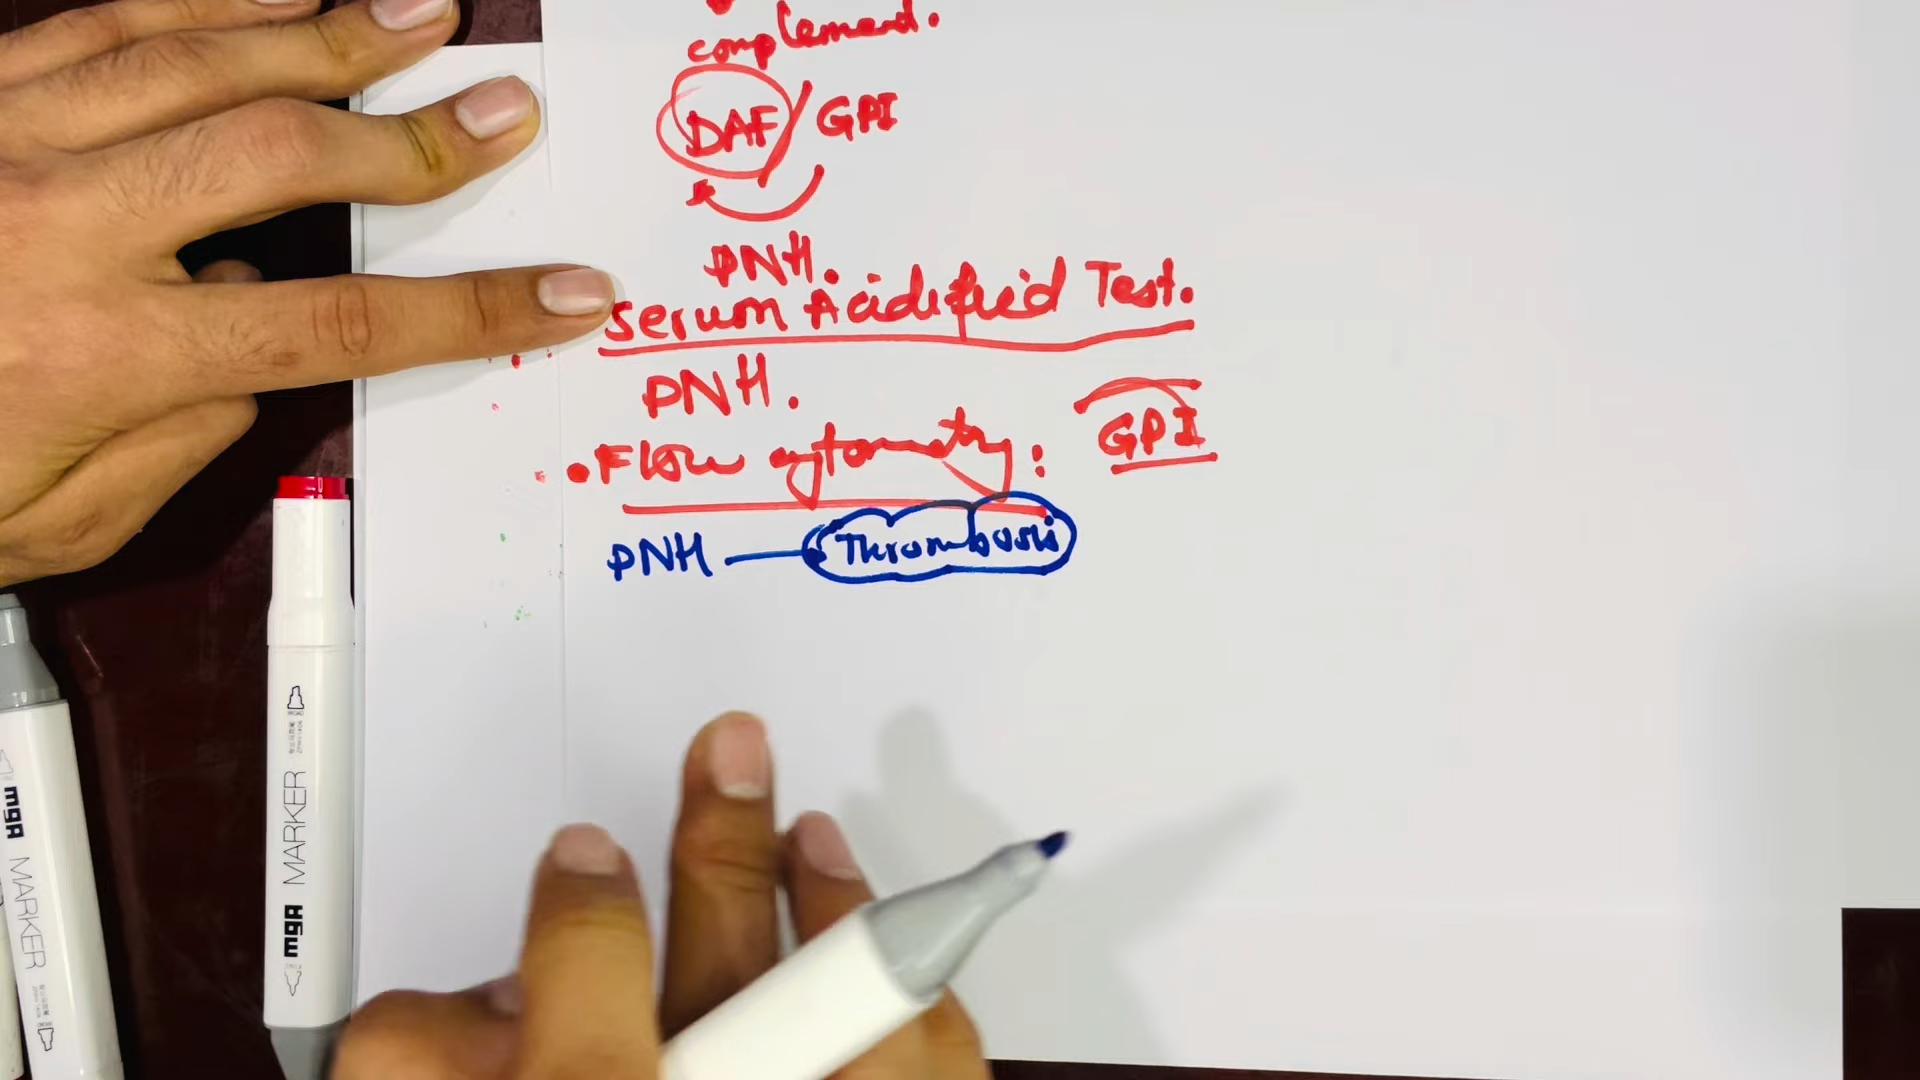 complement.
DAF/GPI
PNH.
Serum Acidified Test.
PNH.
• Flow cytometry: GPI
PNH — Thrombosis
mgA MARKER
mgA MARKER